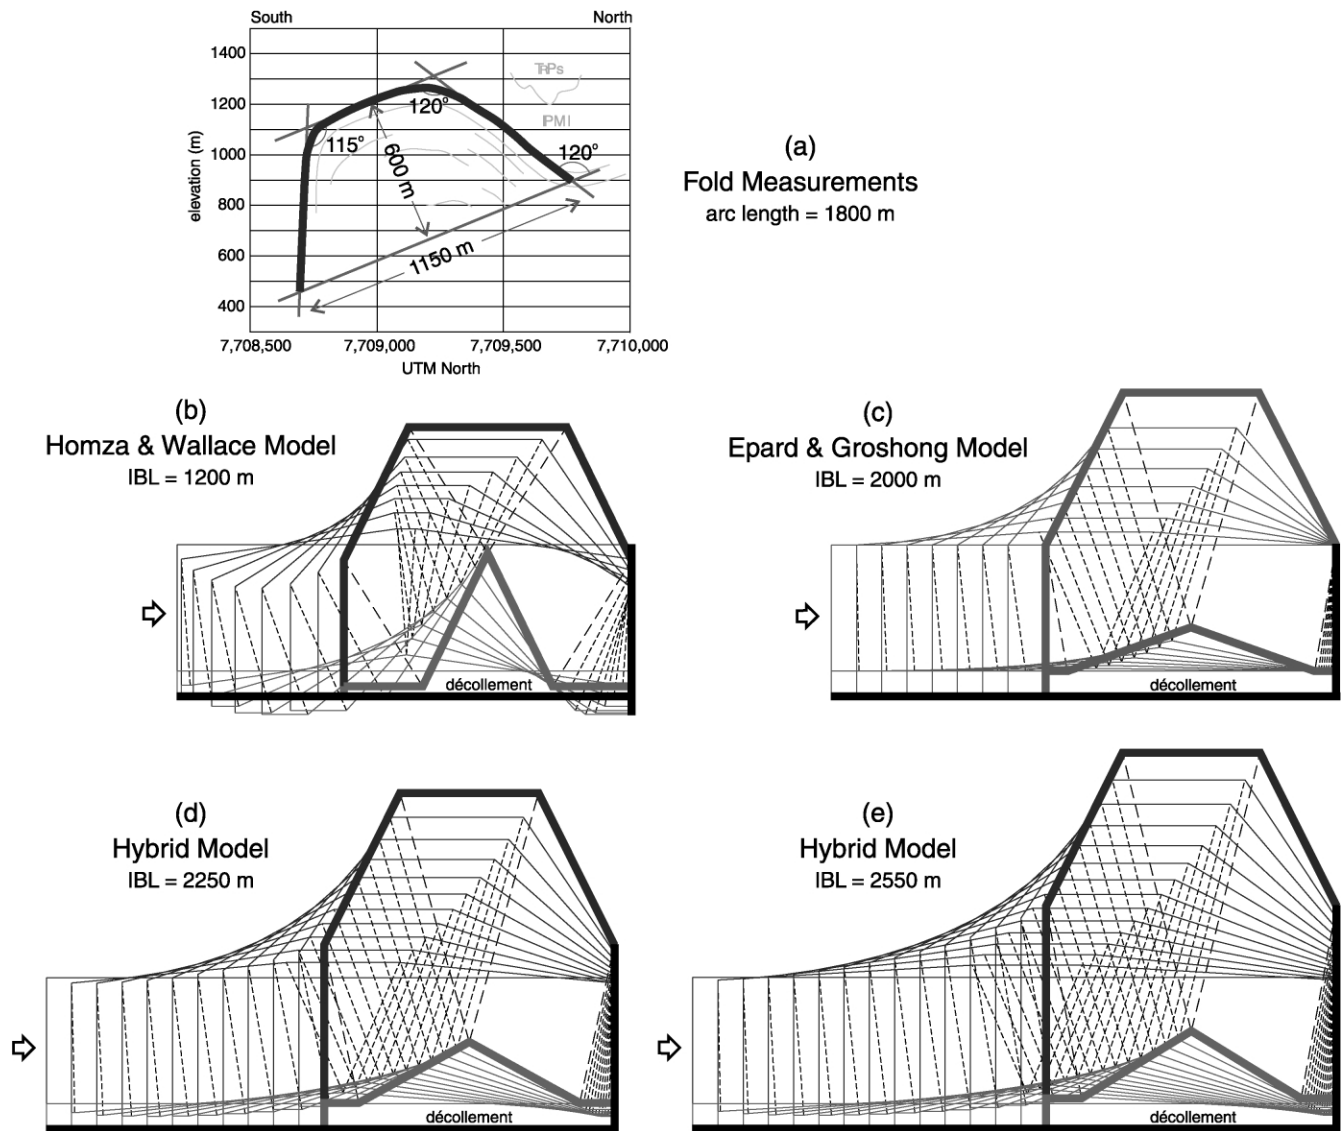 South
North
1400
1200
1000
800
600
400
elevation (m)
TRPs
IPMI
120°
115°
120°
600 m
1150 m
7,708,500
7,709,000
7,709,500
7,710,000
UTM North
(a)
Fold Measurements
arc length = 1800 m
(b)
Homza & Wallace Model
IBL = 1200 m
décollement
(c)
Epard & Groshong Model
IBL = 2000 m
décollement
(d)
Hybrid Model
IBL = 2250 m
décollement
(e)
Hybrid Model
IBL = 2550 m
décollement